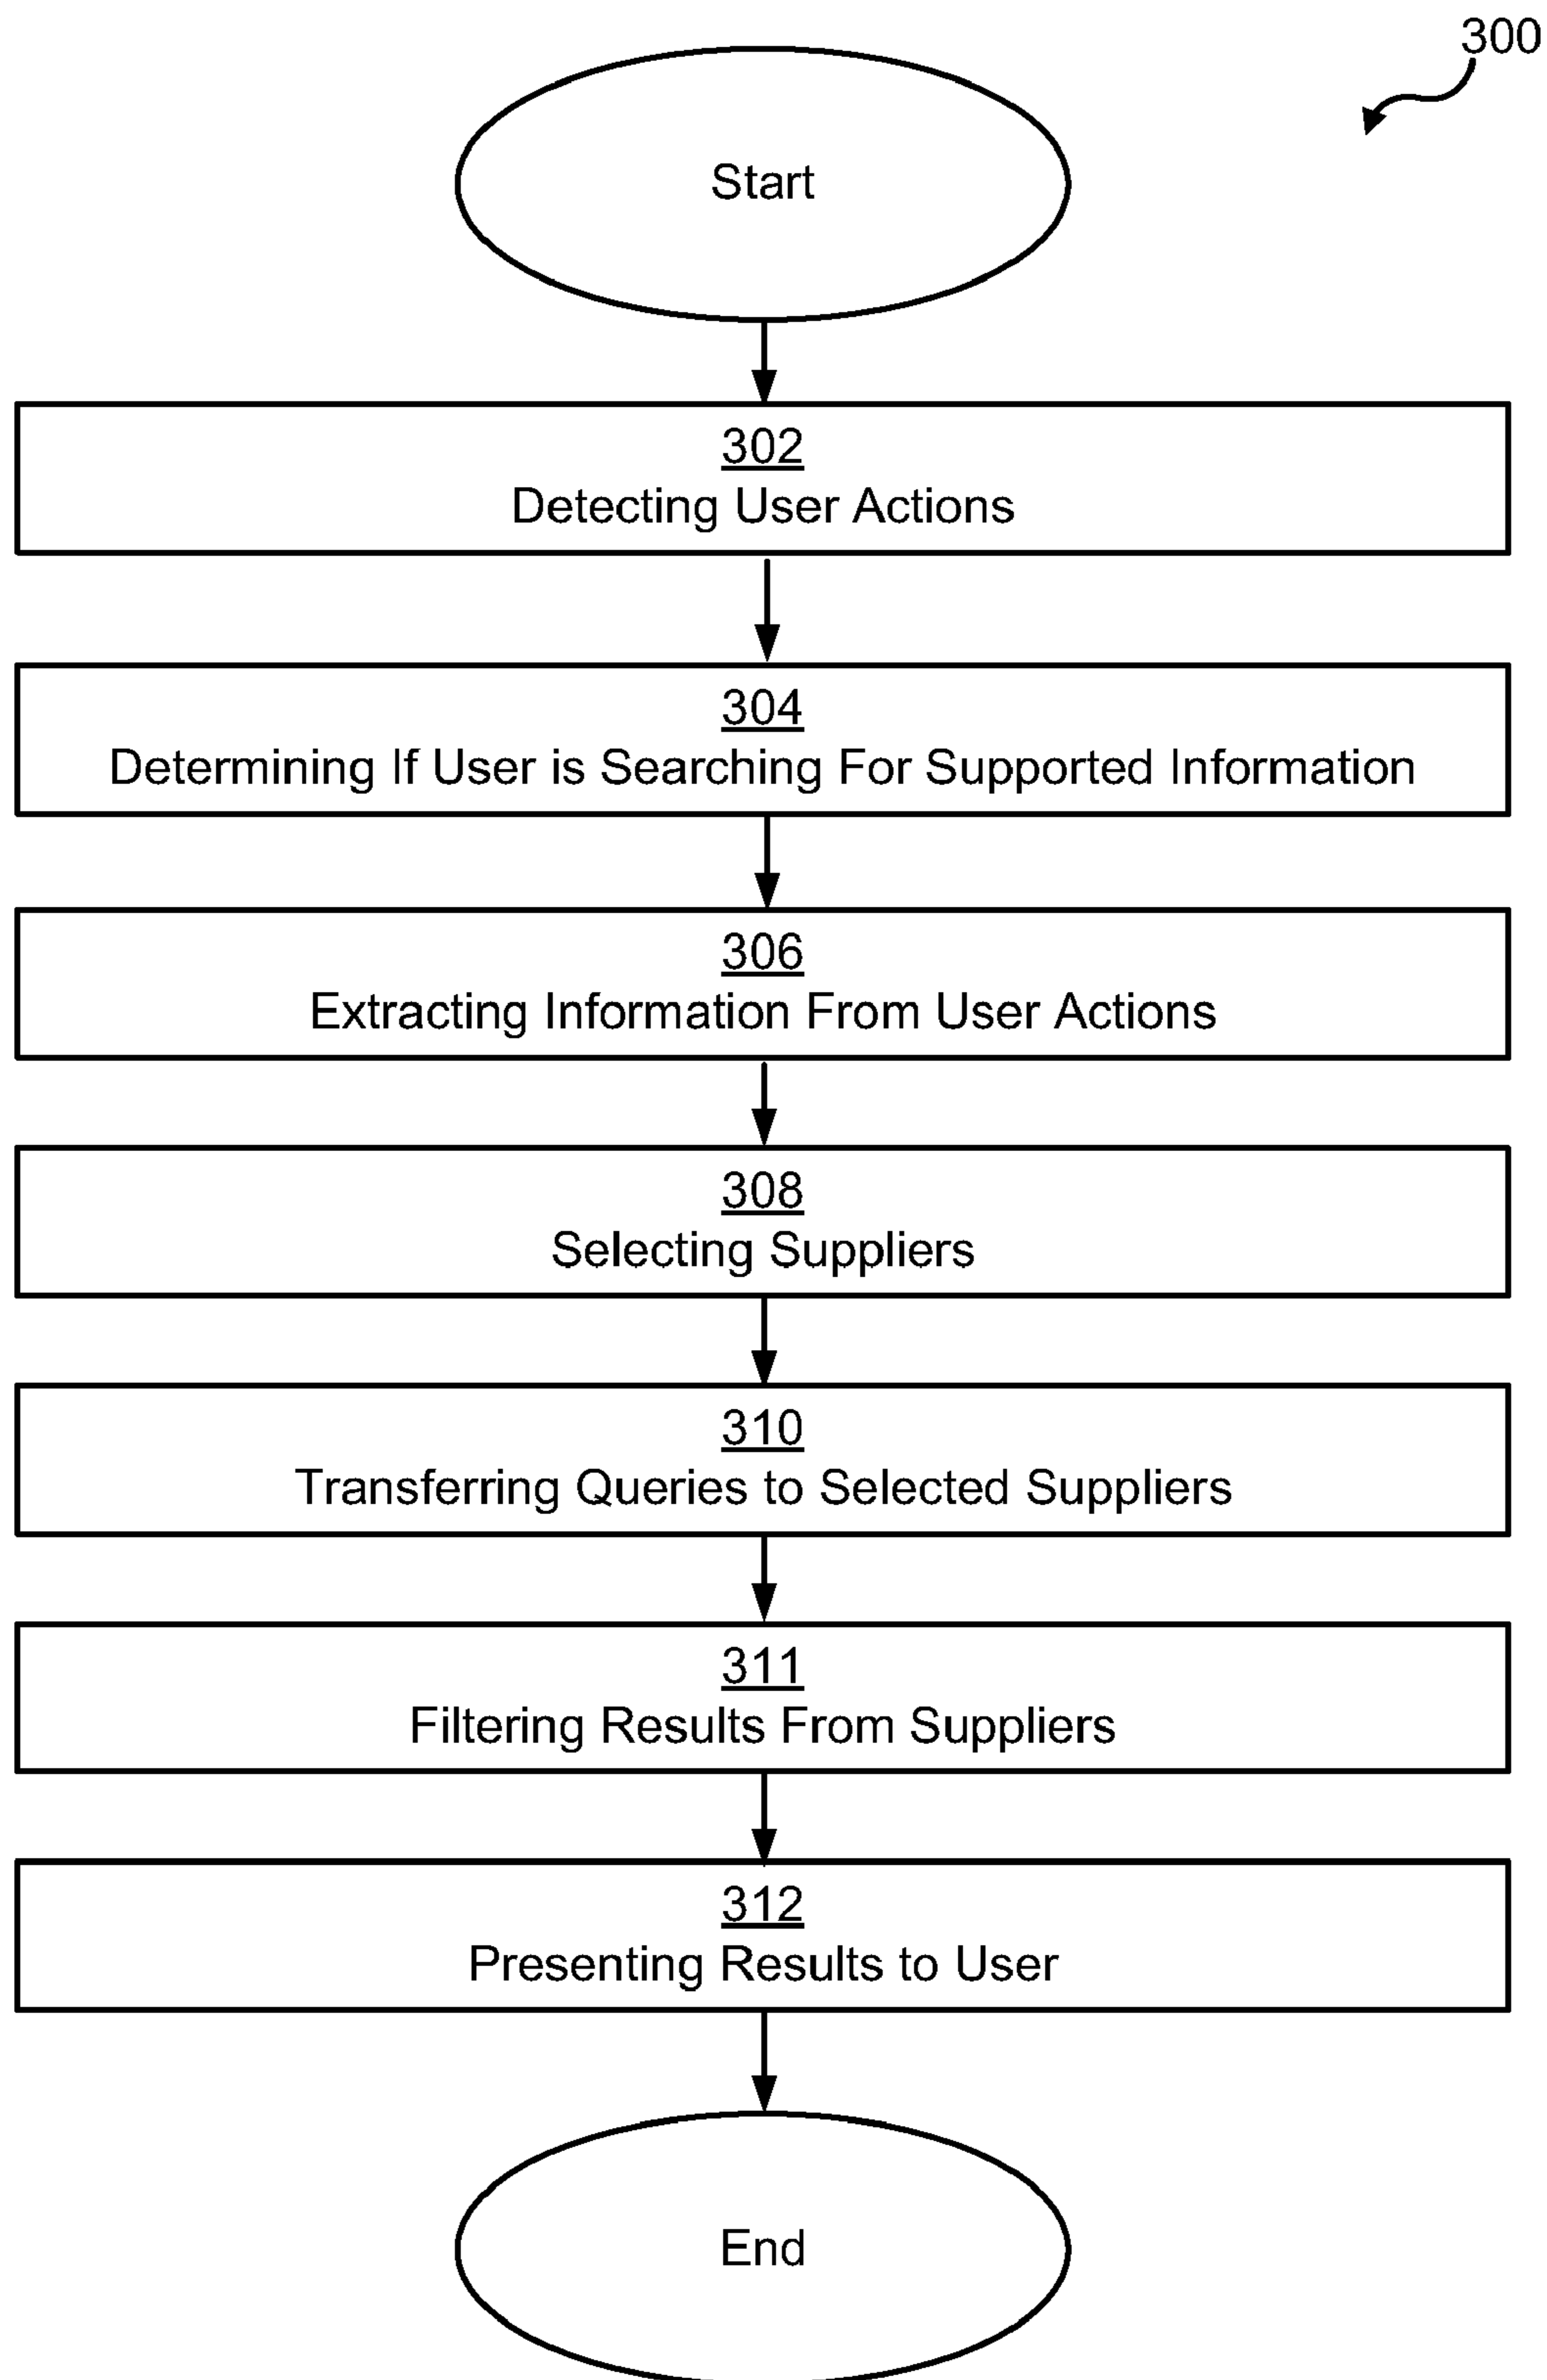 300
Start
302
Detecting User Actions
304
Determining If User is Searching For Supported Information
306
Extracting Information From User Actions
308
Selecting Suppliers
310
Transferring Queries to Selected Suppliers
311
Filtering Results From Suppliers
312
Presenting Results to User
End